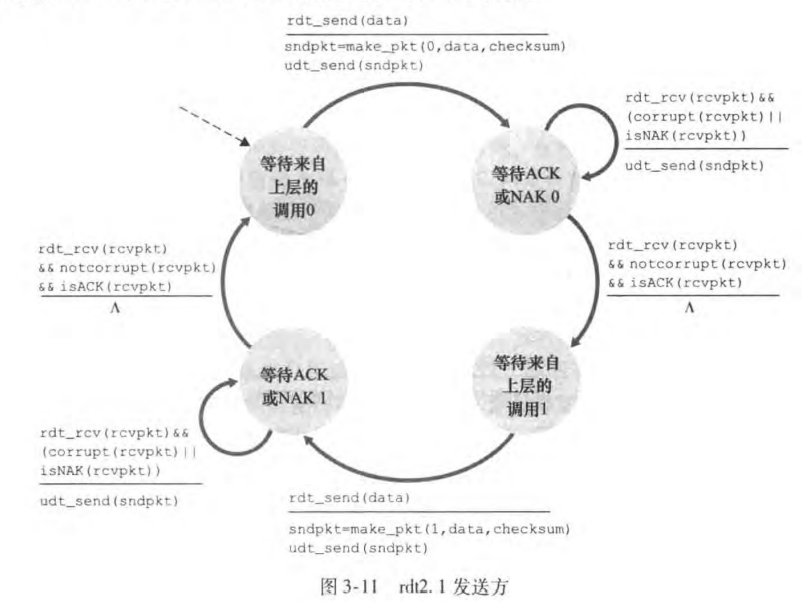 rdt_send(data)
sndpkt=make_pkt(0,data,checksum)
udt_send(sndpkt)
rdt_rcv(rcvpkt)&&
(corrupt(rcvpkt)||
isNAK(rcvpkt))
udt_send(sndpkt)
等待来自
上层的
调用0
等待ACK
或NAK 0
rdt_rcv(rcvpkt)
&& notcorrupt(rcvpkt)
&& isACK(rcvpkt)
Λ
rdt_rcv(rcvpkt)
&& notcorrupt(rcvpkt)
&& isACK(rcvpkt)
Λ
等待ACK
或NAK 1
等待来自
上层的
调用1
rdt_rcv(rcvpkt)&&
(corrupt(rcvpkt)||
isNAK(rcvpkt))
udt_send(sndpkt)
rdt_send(data)
sndpkt=make_pkt(1,data,checksum)
udt_send(sndpkt)
图 3-11 rdt2.1 发送方